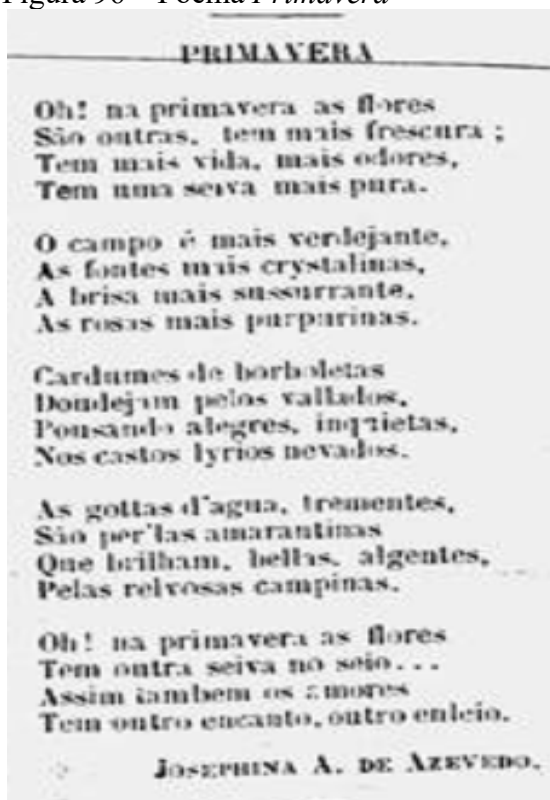 Figura 96 – Poema Primavera
PRIMAVERA
Oh! na primavera as flores
São outras, tem mais frescura ;
Tem mais vida, mais odores,
Tem uma seiva mais pura.
O campo é mais verdejante,
As fontes mais crystalinas,
A brisa mais sussurrante,
As rosas mais purpurinas.
Cardumes de borboletas
Doudejam pelos vallados,
Pousando alegres, inquietas,
Nos castos lyrios nevados.
As gottas d'agua, trementes,
São per'las amarantinas
Que brilham, bellas, algentes,
Pelas relvosas campinas.
Oh! na primavera as flores
Tem outra seiva no seio...
Assim tambem os amores
Tem outro encanto, outro enleio.
JOSEPHINA A. DE AZEVEDO.